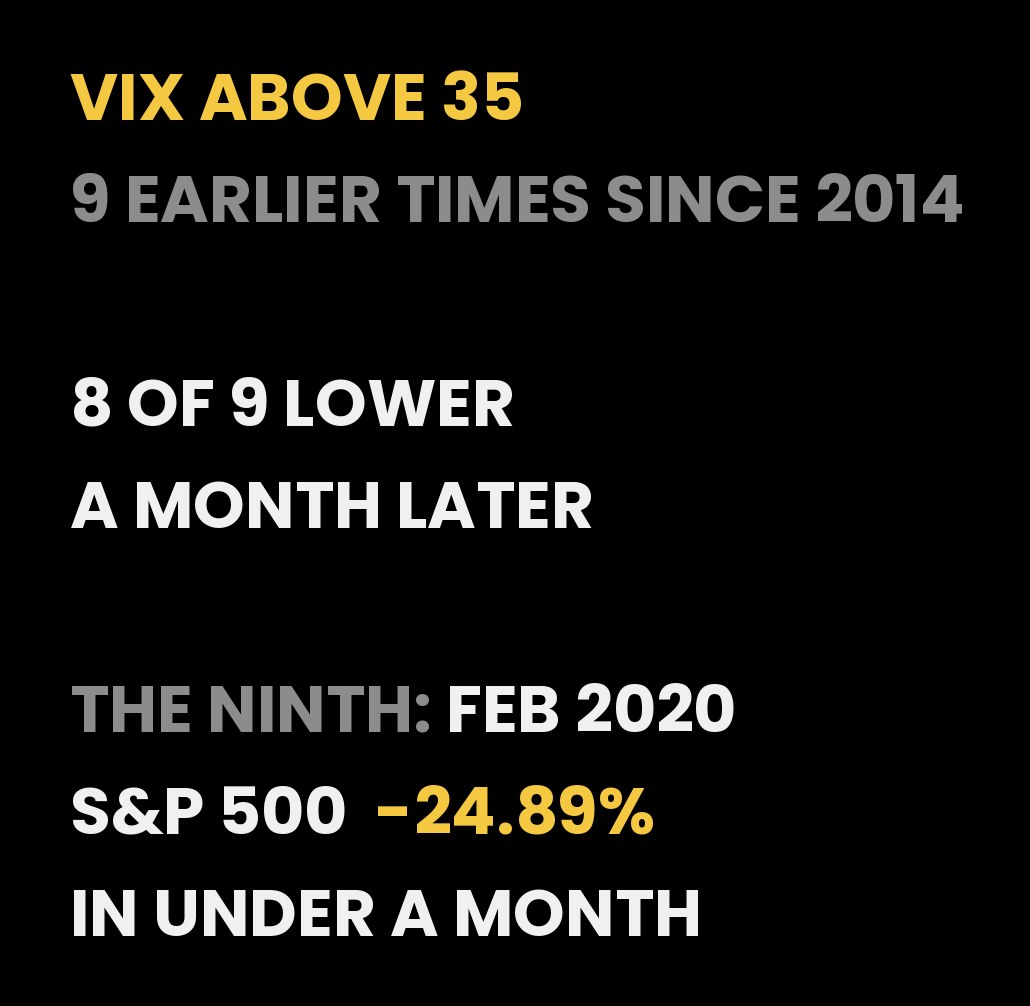 VIX ABOVE 35
9 EARLIER TIMES SINCE 2014
8 OF 9 LOWER
A MONTH LATER
THE NINTH: FEB 2020
S&P 500 -24.89%
IN UNDER A MONTH